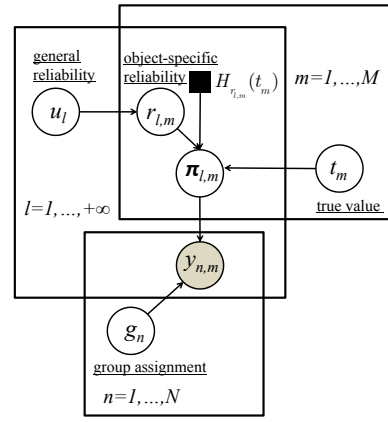 general
reliability
object-specific
reliability
H_{r_{l,m}}(t_m)
m=1,...,M
u_l
r_{l,m}
π_{l,m}
t_m
l=1,...,+∞
true value
y_{n,m}
g_n
group assignment
n=1,...,N